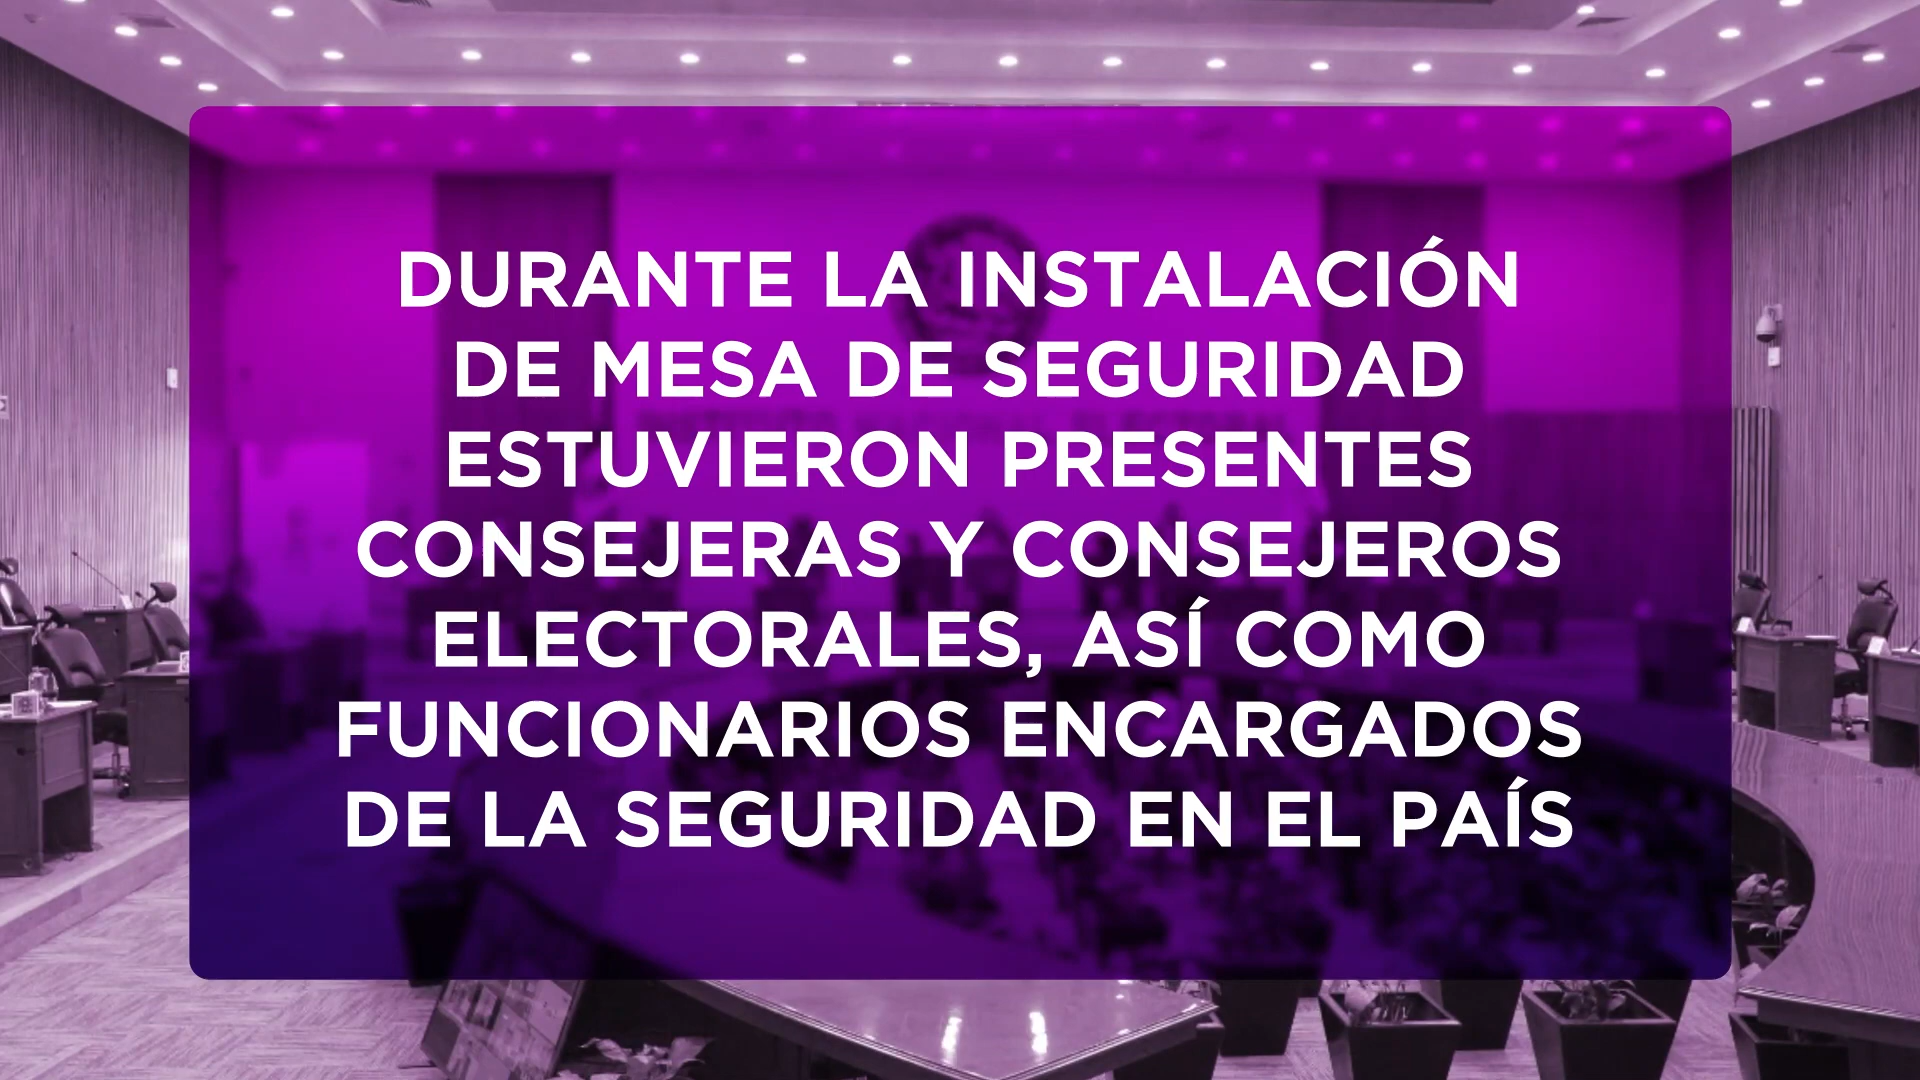 DURANTE LA INSTALACIÓN
DE MESA DE SEGURIDAD
ESTUVIERON PRESENTES
CONSEJERAS Y CONSEJEROS
ELECTORALES, ASÍ COMO
FUNCIONARIOS ENCARGADOS
DE LA SEGURIDAD EN EL PAÍS